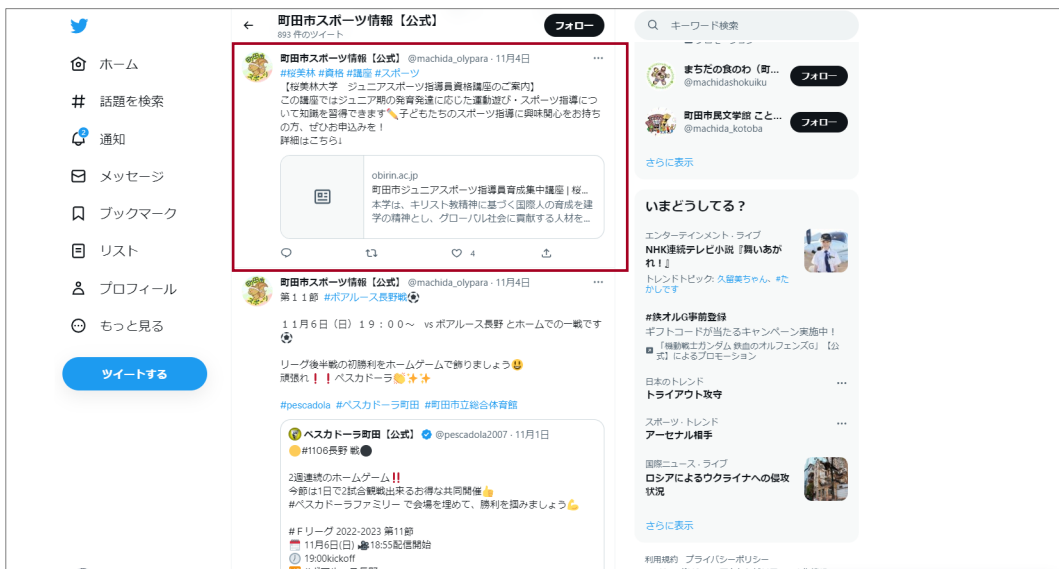 ホーム
話題を検索
2
通知
メッセージ
ブックマーク
リスト
プロフィール
もっと見る
ツイートする
町田市スポーツ情報【公式】
893 件のツイート
フォロー
町田市スポーツ情報【公式】 @machida_olypara · 11月4日
#桜美林 #資格 #講座 #スポーツ
【桜美林大学　ジュニアスポーツ指導員資格講座のご案内】
この講座ではジュニア期の発育発達に応じた運動遊び・スポーツ指導につ
いて知識を習得できます✏️子どもたちのスポーツ指導に興味関心をお持ち
の方、ぜひお申込みを！
詳細はこちら↓
obirin.ac.jp
町田市ジュニアスポーツ指導員育成集中講座 | 桜...
本学は、キリスト教精神に基づく国際人の育成を建
学の精神とし、グローバル社会に貢献する人材を...
4
町田市スポーツ情報【公式】 @machida_olypara · 11月4日
第１１節 #ボアルース長野戦⚽
１１月６日（日）１９：００～　vs ボアルース長野 とホームでの一戦です
⚽
リーグ後半戦の初勝利をホームゲームで飾りましょう😃
頑張れ❗❗ペスカドーラ👏✨✨
#pescadola #ペスカドーラ町田 #町田市立総合体育館
ペスカドーラ町田【公式】 @pescadola2007 · 11月1日
🟡#1106長野 戦⚫
2週連続のホームゲーム‼️
今節は1日で2試合観戦出来るお得な共同開催👍
#ペスカドーラファミリー で会場を埋めて、勝利を掴みましょう💪
#Ｆリーグ 2022-2023 第11節
🗓 11月6日(日) 🎥18:55配信開始
🕖 19:00kickoff
キーワード検索
まちだの食のわ（町...
@machidashokuiku
フォロー
町田市民文学館 こと...
@machida_kotoba
フォロー
さらに表示
いまどうしてる？
エンターテインメント · ライブ
NHK連続テレビ小説『舞いあが
れ！』
トレンドトピック: 久留美ちゃん、#た
かしです
#鉄オルG事前登録
ギフトコードが当たるキャンペーン実施中！
「機動戦士ガンダム 鉄血のオルフェンズG」【公
式】によるプロモーション
日本のトレンド
トライアウト攻守
スポーツ · トレンド
アーセナル相手
国際ニュース · ライブ
ロシアによるウクライナへの侵攻
状況
さらに表示
利用規約　プライバシーポリシー